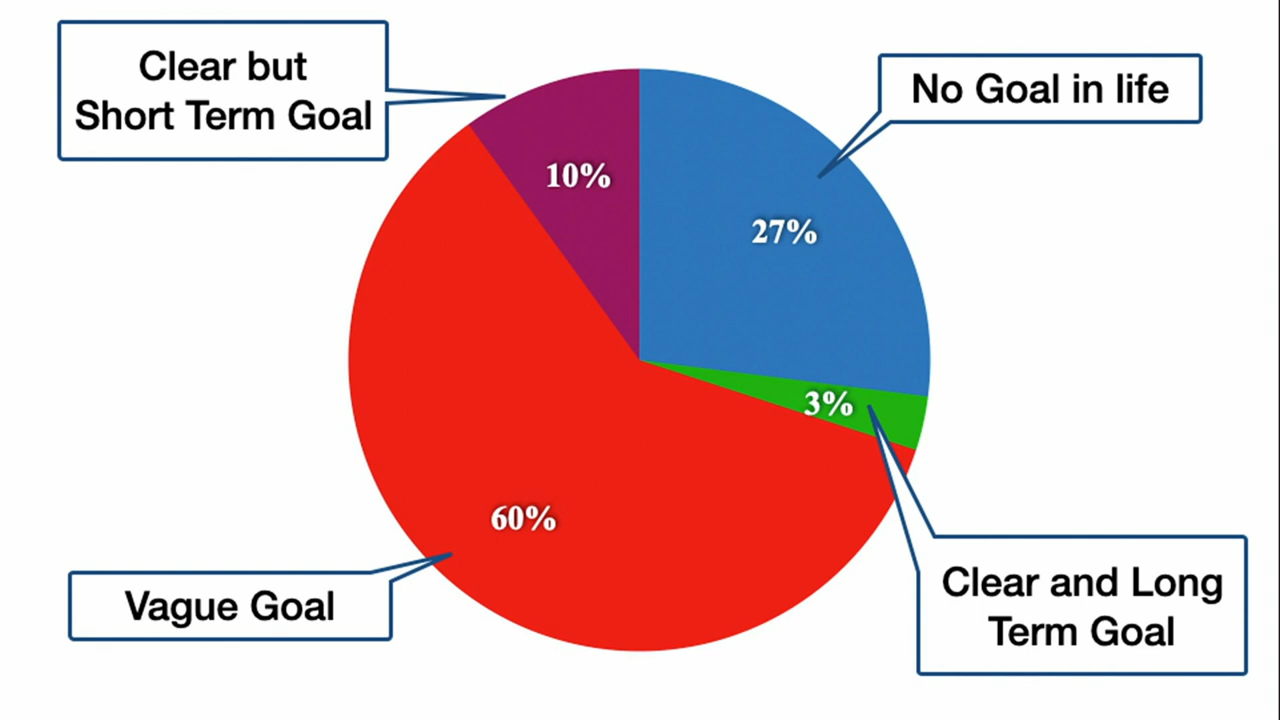 Clear but
Short Term Goal
No Goal in life
10%
27%
3%
60%
Vague Goal
Clear and Long
Term Goal